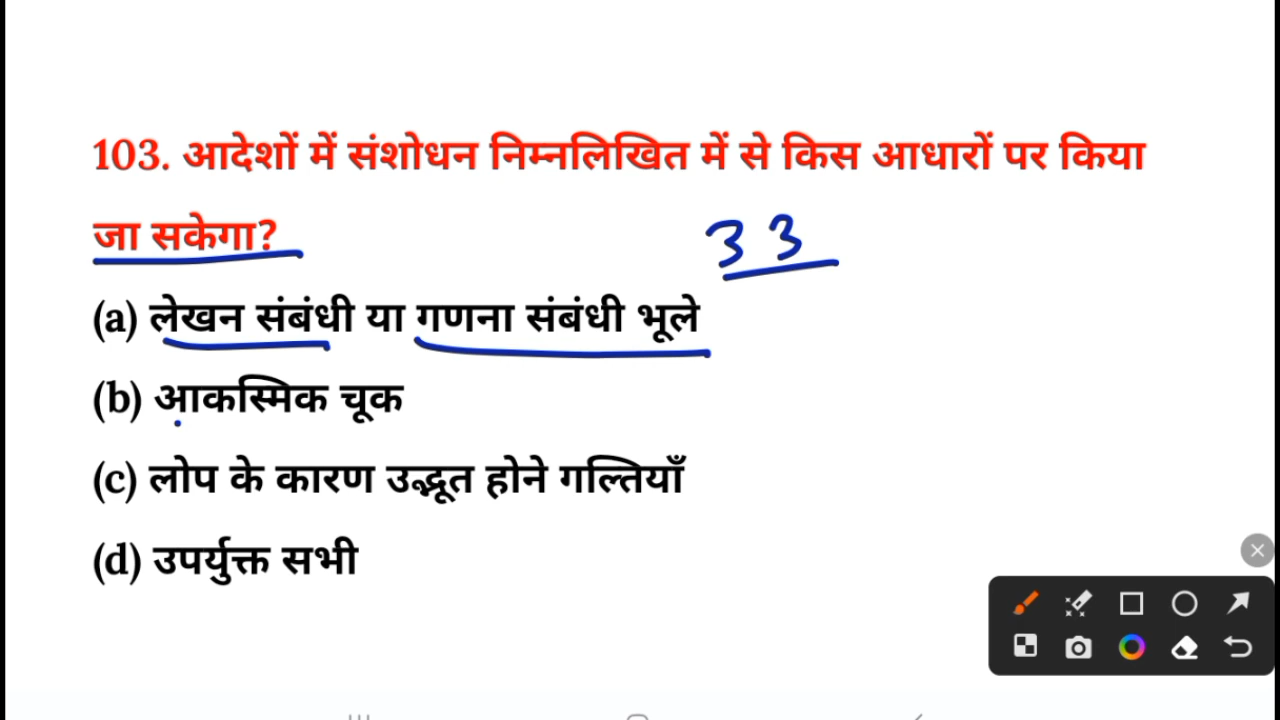 103. आदेशों में संशोधन निम्नलिखित में से किस आधारों पर किया
जा सकेगा?
33
(a) लेखन संबंधी या गणना संबंधी भूले
(b) आकस्मिक चूक
(c) लोप के कारण उद्भूत होने गल्तियाँ
(d) उपर्युक्त सभी